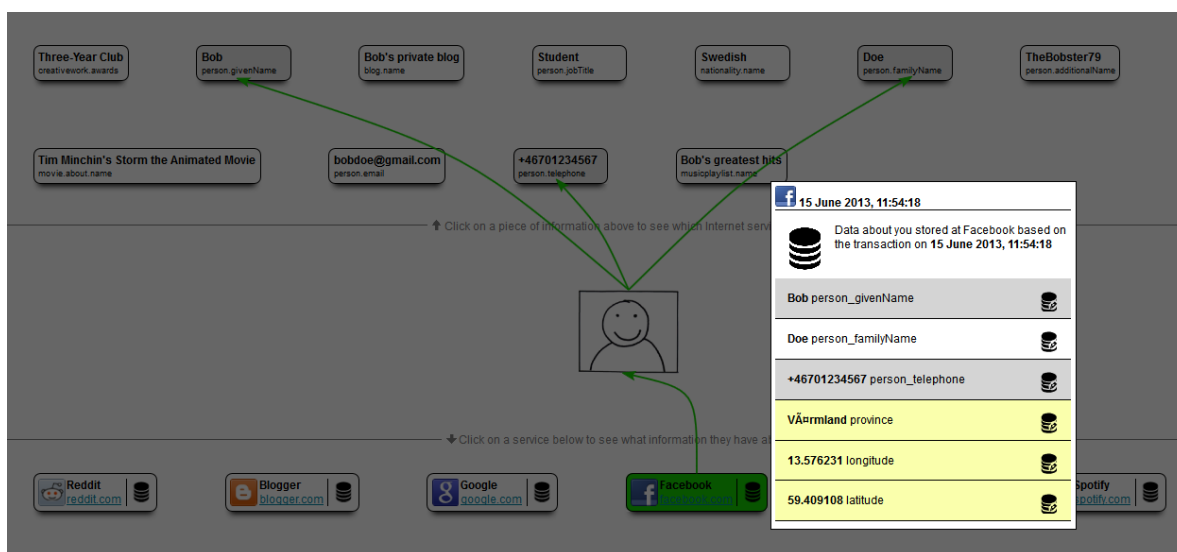 Three-Year Club
creativework.awards
Bob
person.givenName
Bob's private blog
blog.name
Student
person.jobTitle
Swedish
nationality.name
Doe
person.familyName
TheBobster79
person.additionalName
Tim Minchin's Storm the Animated Movie
movie.about.name
bobdoe@gmail.com
person.email
+46701234567
person.telephone
Bob's greatest hits
musicplaylist.name
Click on a piece of information above to see which Internet serv
15 June 2013, 11:54:18
Data about you stored at Facebook based on
the transaction on 15 June 2013, 11:54:18
Bob person_givenName
Doe person_familyName
+46701234567 person_telephone
VÃ¤rmland province
13.576231 longitude
59.409108 latitude
Click on a service below to see what information they have a
Reddit
reddit.com
Blogger
blogger.com
Google
google.com
Facebook
facebook.com
Spotify
spotify.com